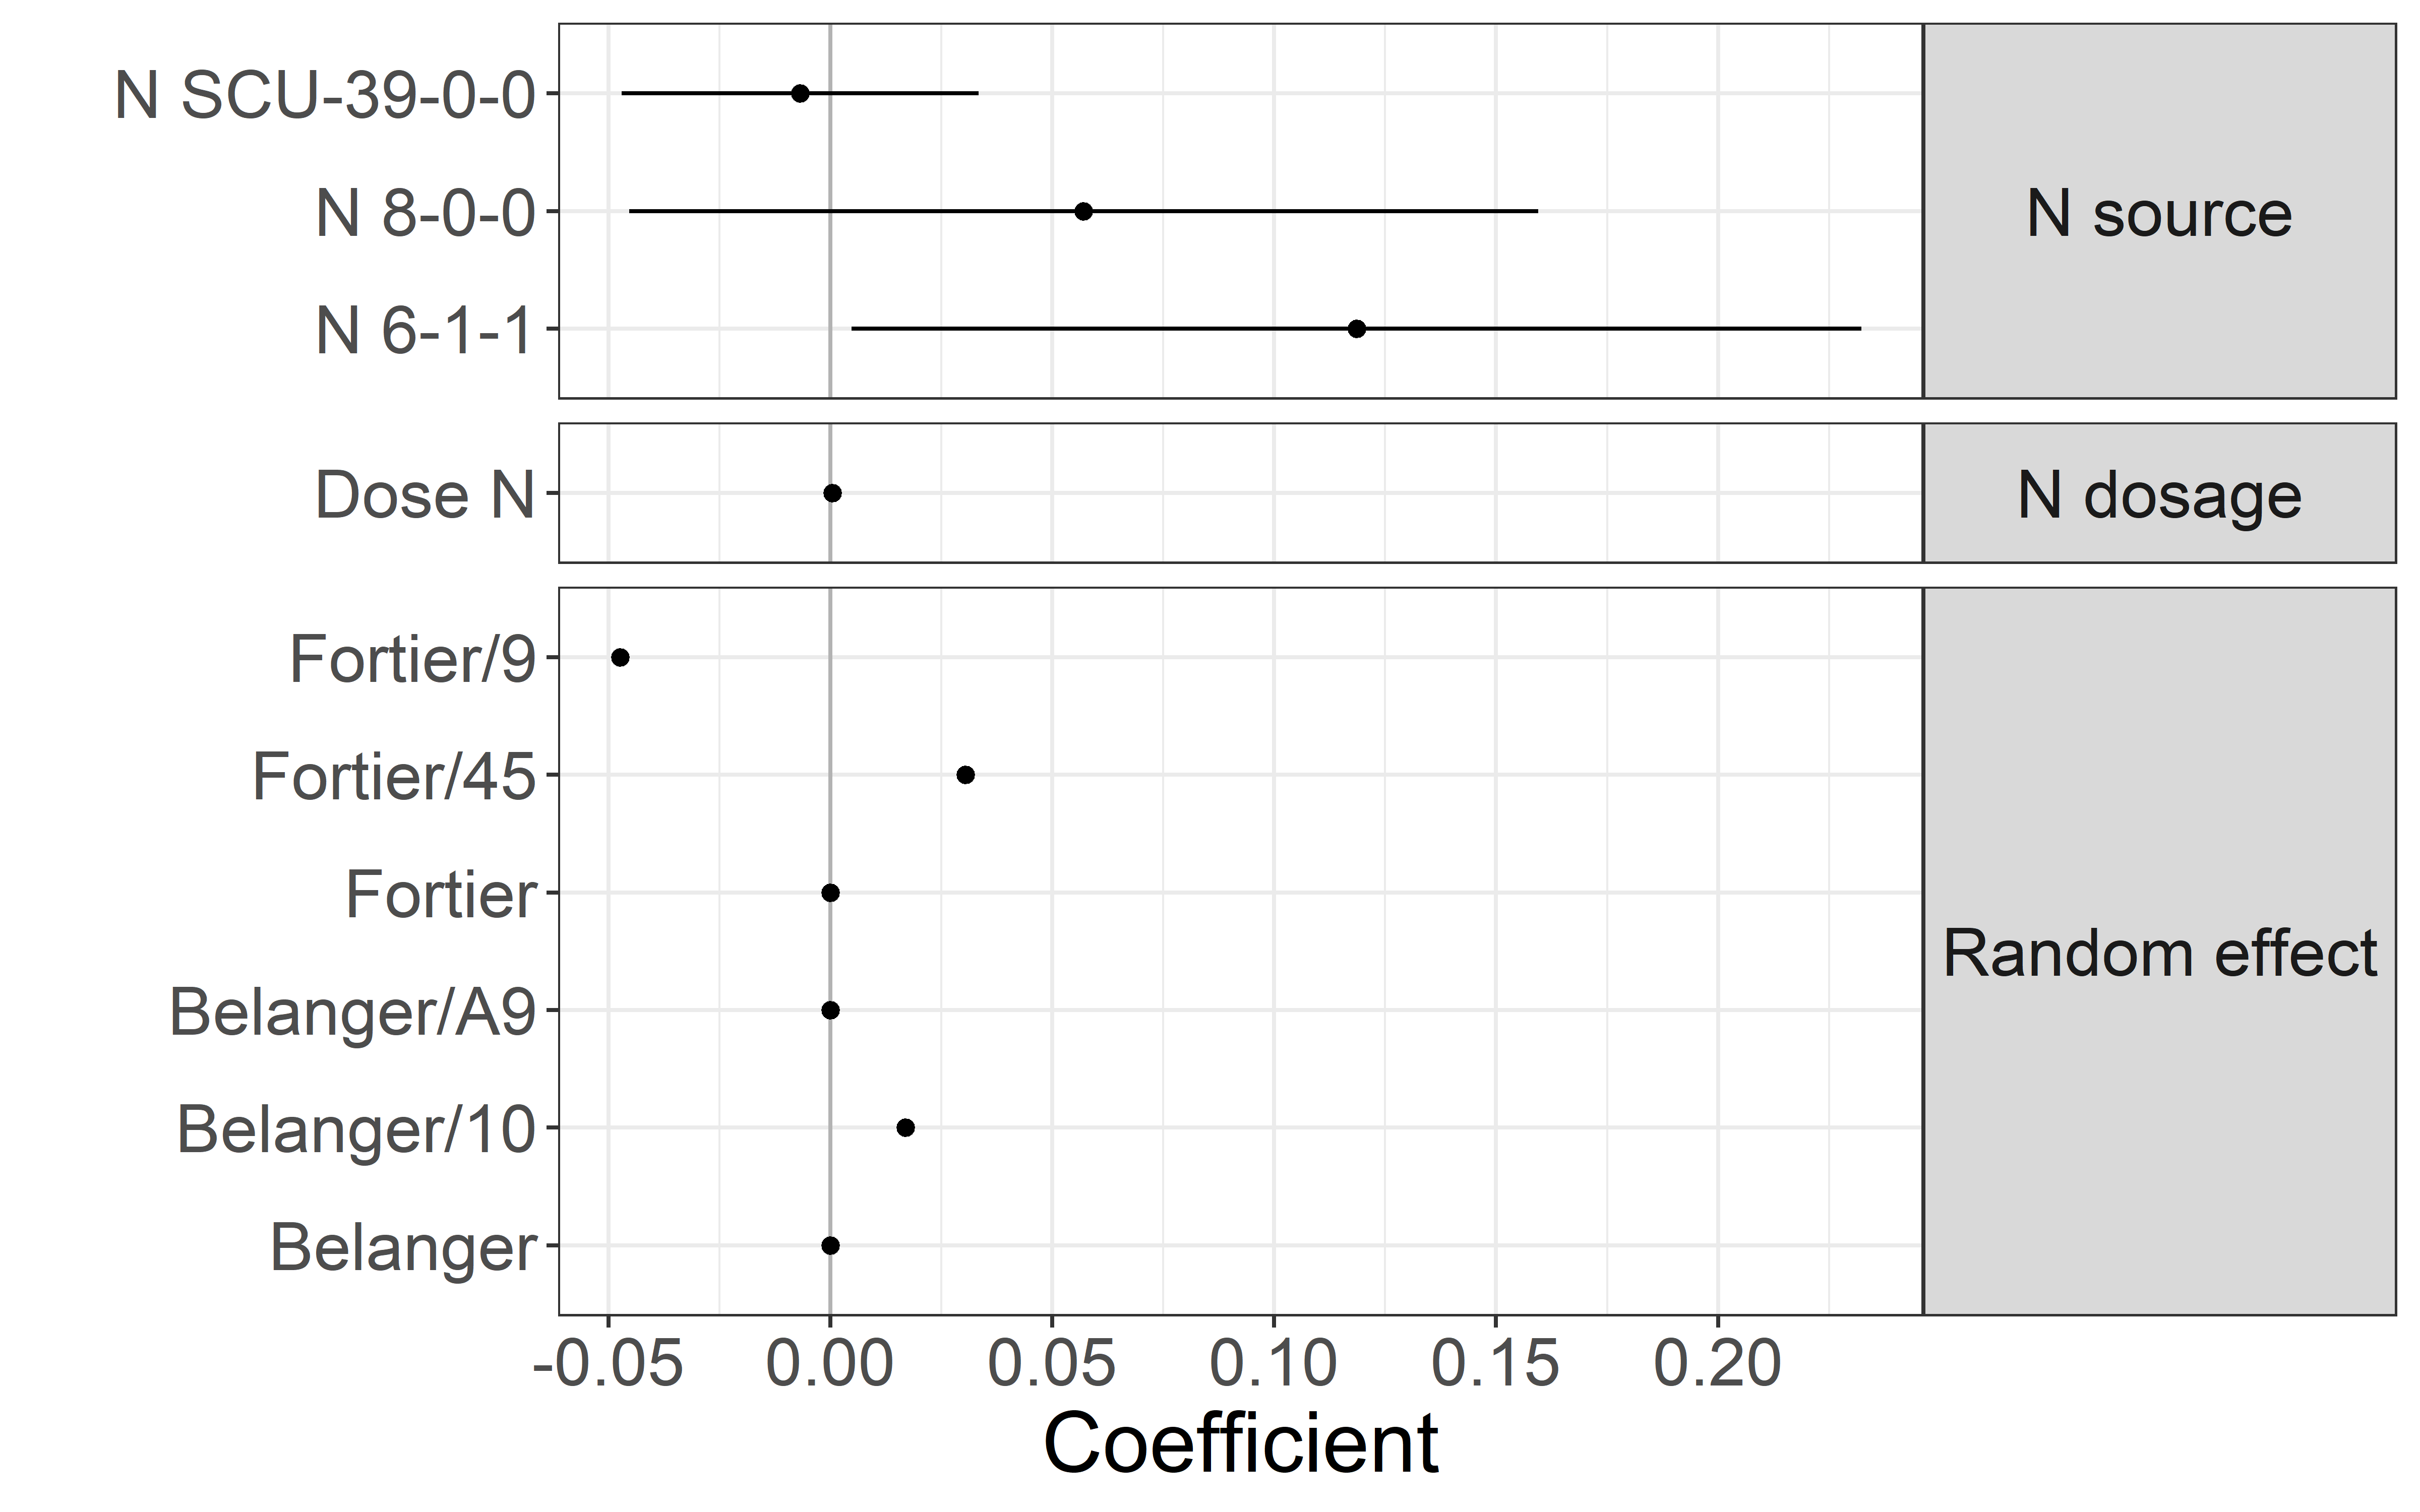 N SCU-39-0-0
N 8-0-0
N 6-1-1
N source
Dose N
N dosage
Fortier/9
Fortier/45
Fortier
Belanger/A9
Belanger/10
Belanger
Random effect
-0.05 0.00 0.05 0.10 0.15 0.20
Coefficient